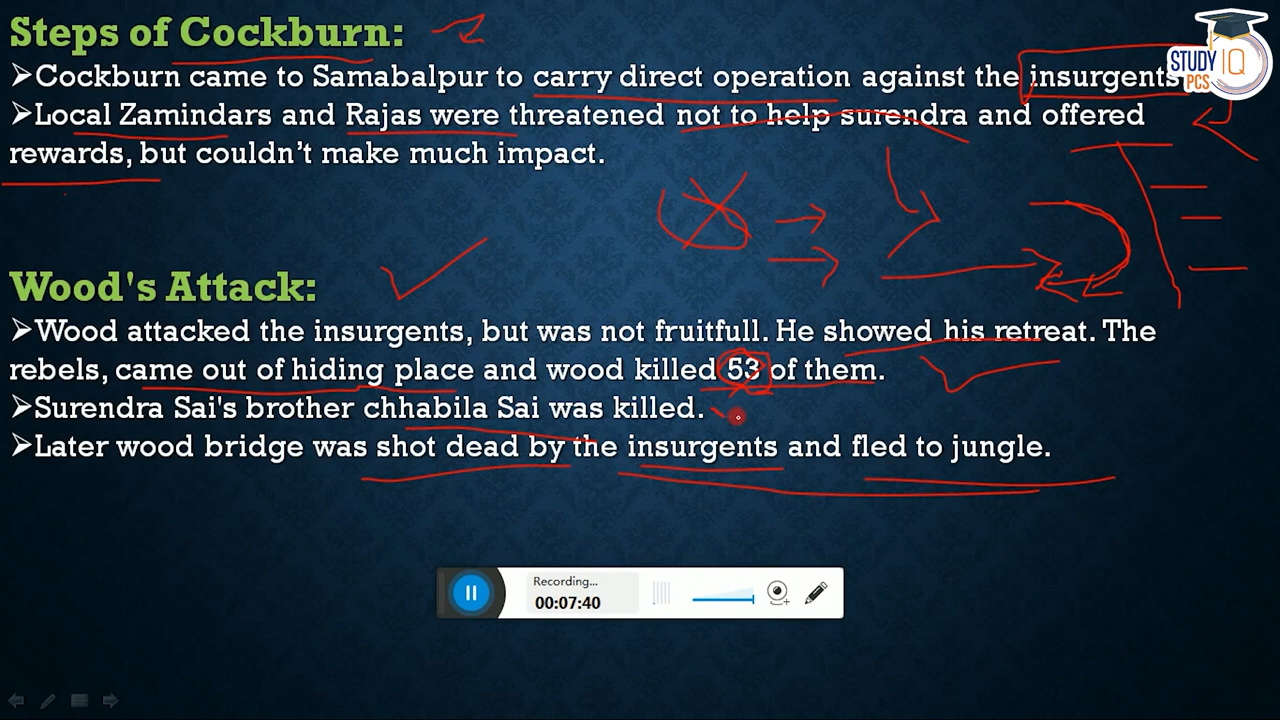 Steps of Cockburn:
➢Cockburn came to Samabalpur to carry direct operation against the insurgents.
➢Local Zamindars and Rajas were threatened not to help surendra and offered
rewards, but couldn't make much impact.
Wood's Attack:
➢Wood attacked the insurgents, but was not fruitfull. He showed his retreat. The
rebels, came out of hiding place and wood killed 53 of them.
➢Surendra Sai's brother chhabila Sai was killed.
➢Later wood bridge was shot dead by the insurgents and fled to jungle.
STUDY IQ
PCS
Recording...
00:07:40